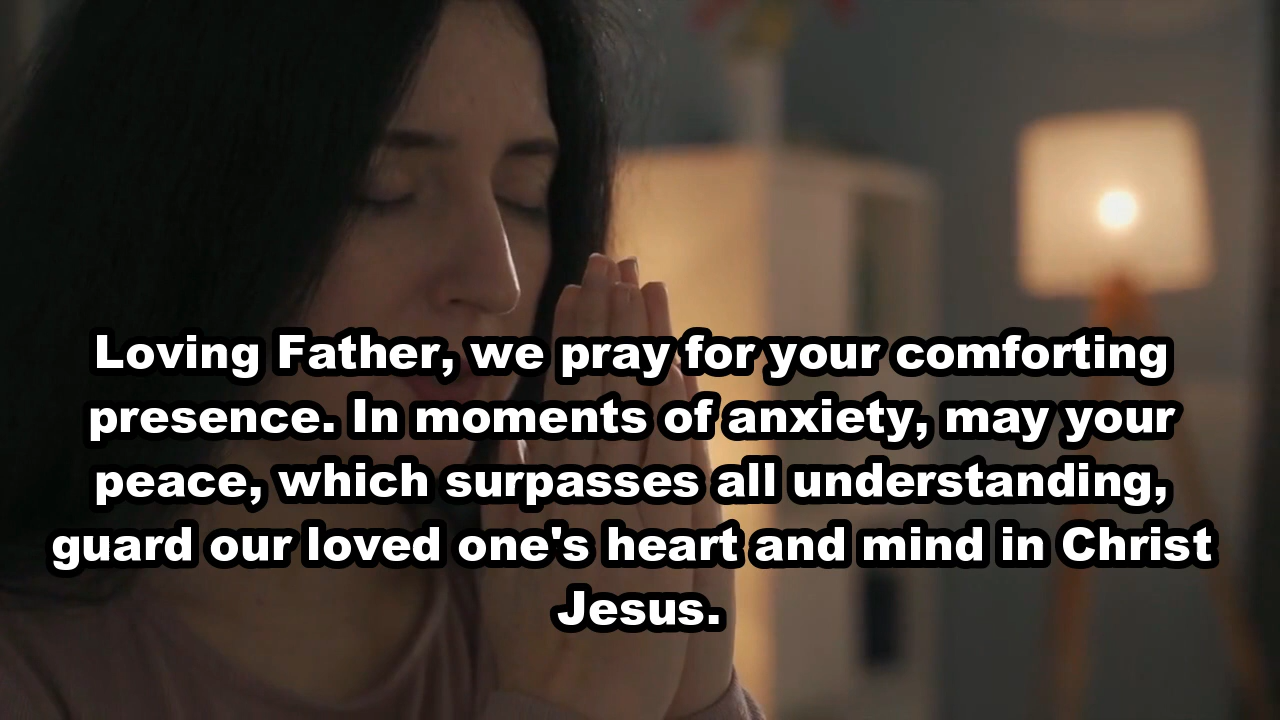 Loving Father, we pray for your comforting
presence. In moments of anxiety, may your
peace, which surpasses all understanding,
guard our loved one's heart and mind in Christ
Jesus.